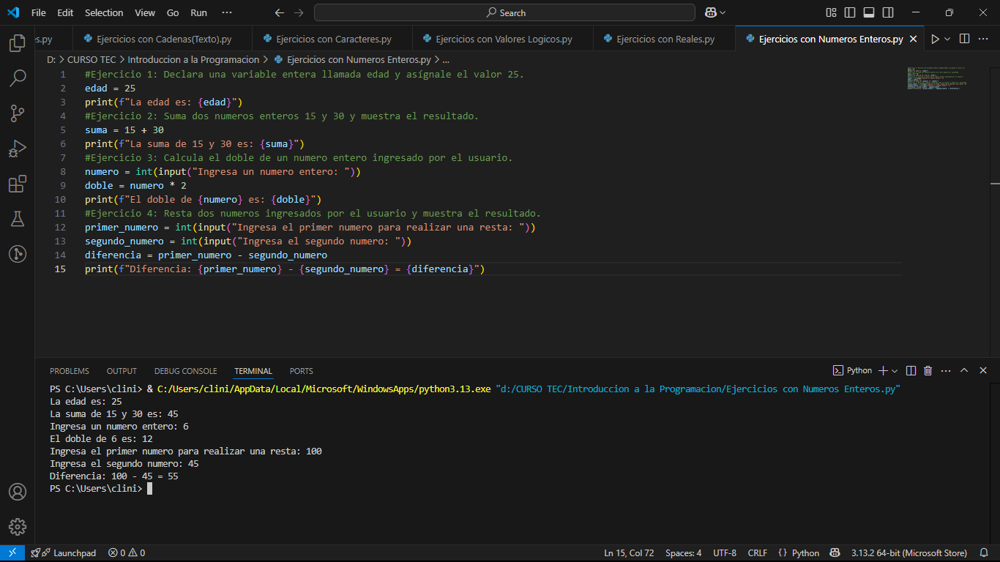 File Edit Selection View Go Run ··· Search
s.py Ejercicios con Cadenas(Texto).py Ejercicios con Caracteres.py Ejercicios con Valores Logicos.py Ejercicios con Reales.py Ejercicios con Numeros Enteros.py
D: > CURSO TEC > Introduccion a la Programacion > Ejercicios con Numeros Enteros.py > ...
1 #Ejercicio 1: Declara una variable entera llamada edad y asígnale el valor 25.
2 edad = 25
3 print(f"La edad es: {edad}")
4 #Ejercicio 2: Suma dos numeros enteros 15 y 30 y muestra el resultado.
5 suma = 15 + 30
6 print(f"La suma de 15 y 30 es: {suma}")
7 #Ejercicio 3: Calcula el doble de un numero entero ingresado por el usuario.
8 numero = int(input("Ingresa un numero entero: "))
9 doble = numero * 2
10 print(f"El doble de {numero} es: {doble}")
11 #Ejercicio 4: Resta dos numeros ingresados por el usuario y muestra el resultado.
12 primer_numero = int(input("Ingresa el primer numero para realizar una resta: "))
13 segundo_numero = int(input("Ingresa el segundo numero: "))
14 diferencia = primer_numero - segundo_numero
15 print(f"Diferencia: {primer_numero} - {segundo_numero} = {diferencia}")
PROBLEMS OUTPUT DEBUG CONSOLE TERMINAL PORTS Python
PS C:\Users\clini> & C:/Users/clini/AppData/Local/Microsoft/WindowsApps/python3.13.exe "d:/CURSO TEC/Introduccion a la Programacion/Ejercicios con Numeros Enteros.py"
La edad es: 25
La suma de 15 y 30 es: 45
Ingresa un numero entero: 6
El doble de 6 es: 12
Ingresa el primer numero para realizar una resta: 100
Ingresa el segundo numero: 45
Diferencia: 100 - 45 = 55
PS C:\Users\clini>
Launchpad 0 0 Ln 15, Col 72 Spaces: 4 UTF-8 CRLF {} Python 3.13.2 64-bit (Microsoft Store)